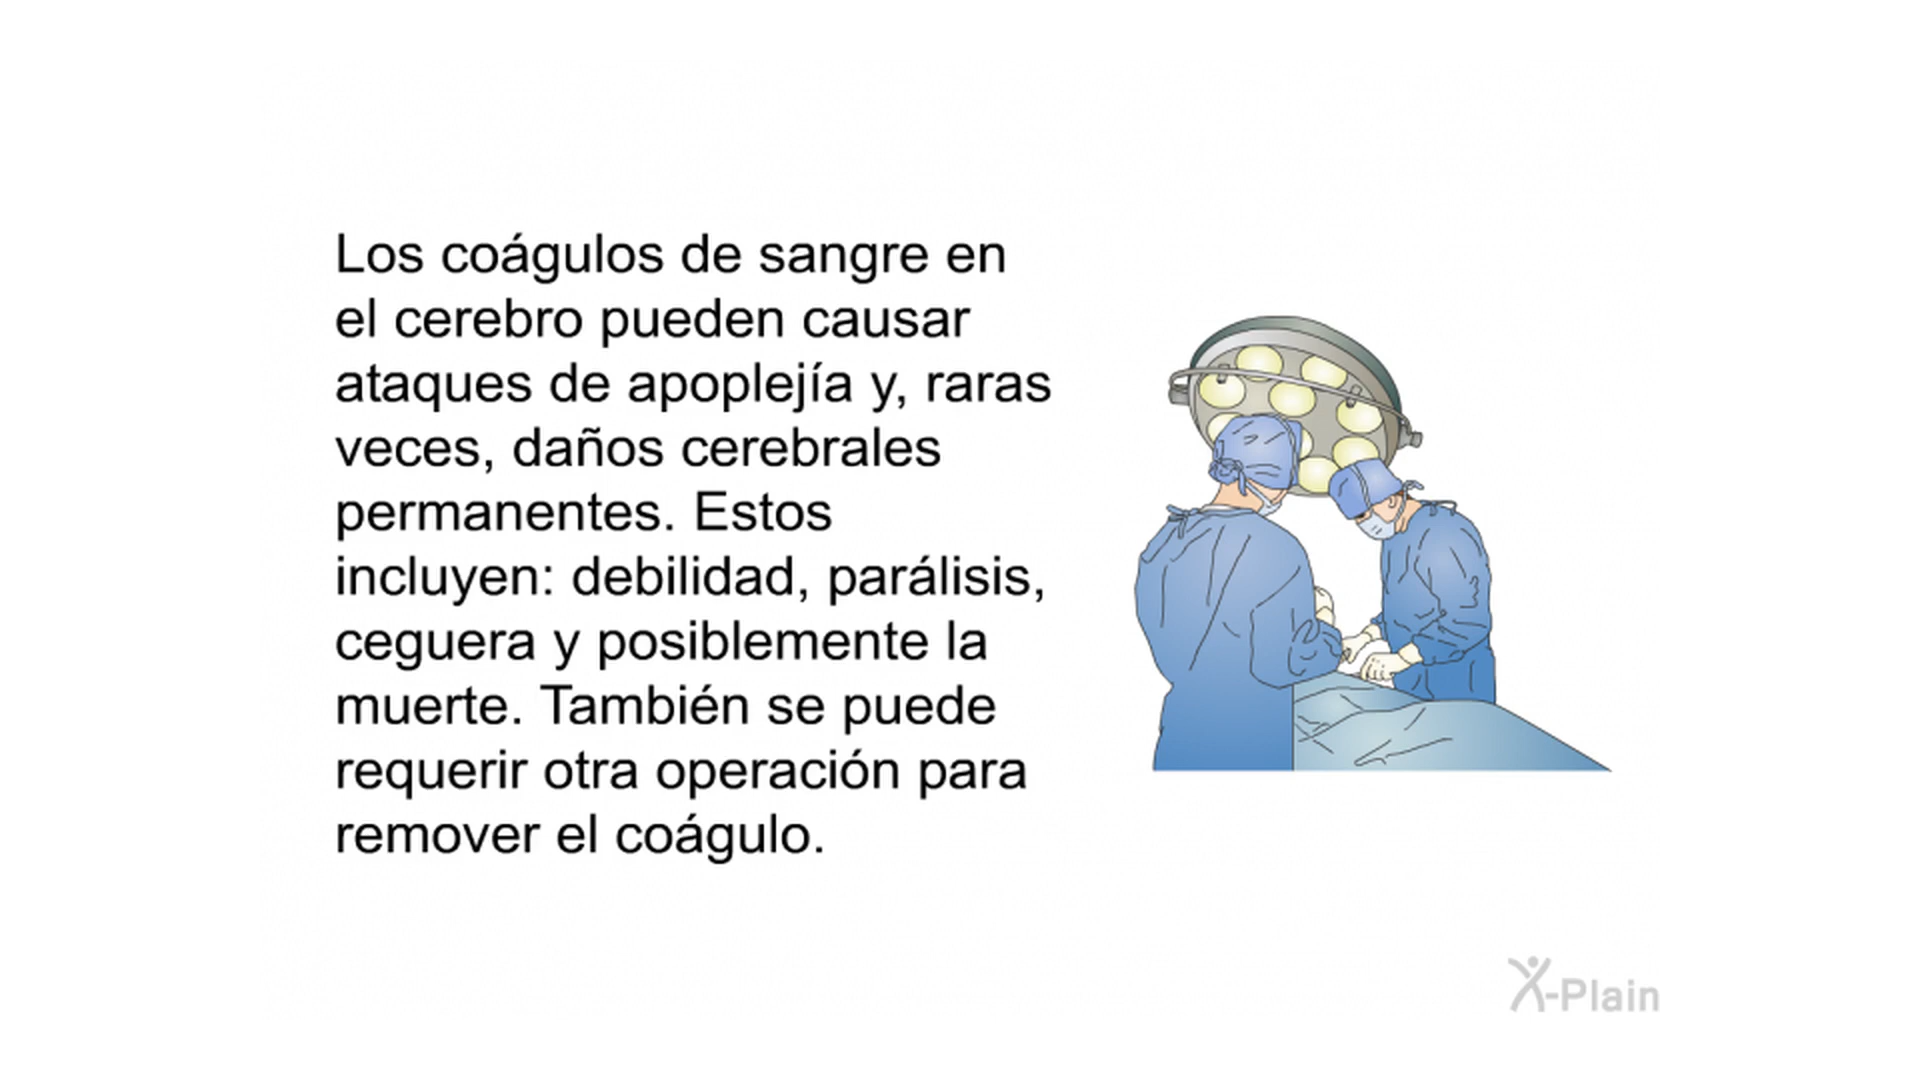 Los coágulos de sangre en
el cerebro pueden causar
ataques de apoplejía y, raras
veces, daños cerebrales
permanentes. Estos
incluyen: debilidad, parálisis,
ceguera y posiblemente la
muerte. También se puede
requerir otra operación para
remover el coágulo.
X-Plain